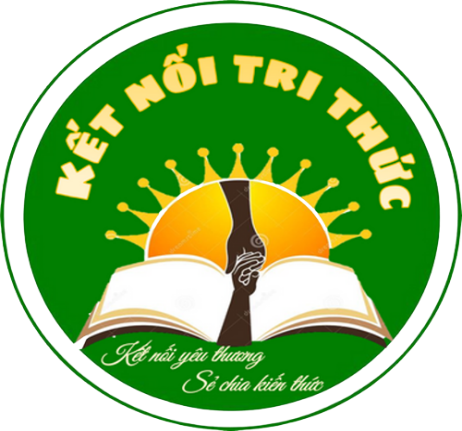 KẾT NỐI TRI THỨC
Kết nối yêu thương
Sẻ chia kiến thức